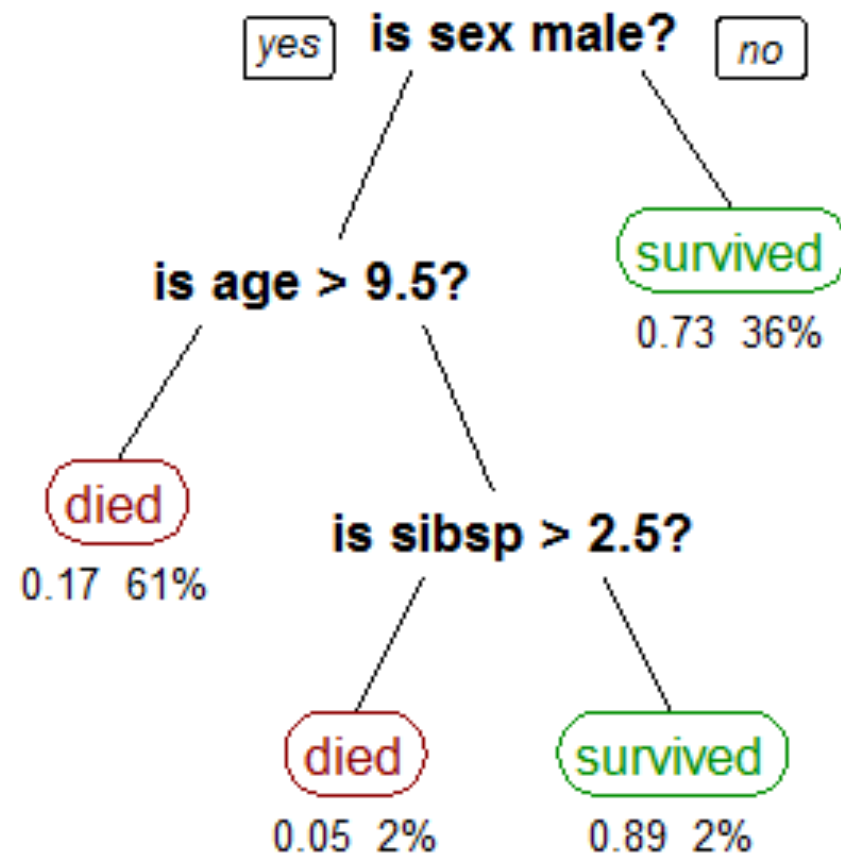 yes is sex male? no
survived
0.73 36%
is age > 9.5?
died
0.17 61%
is sibsp > 2.5?
died survived
0.05 2% 0.89 2%